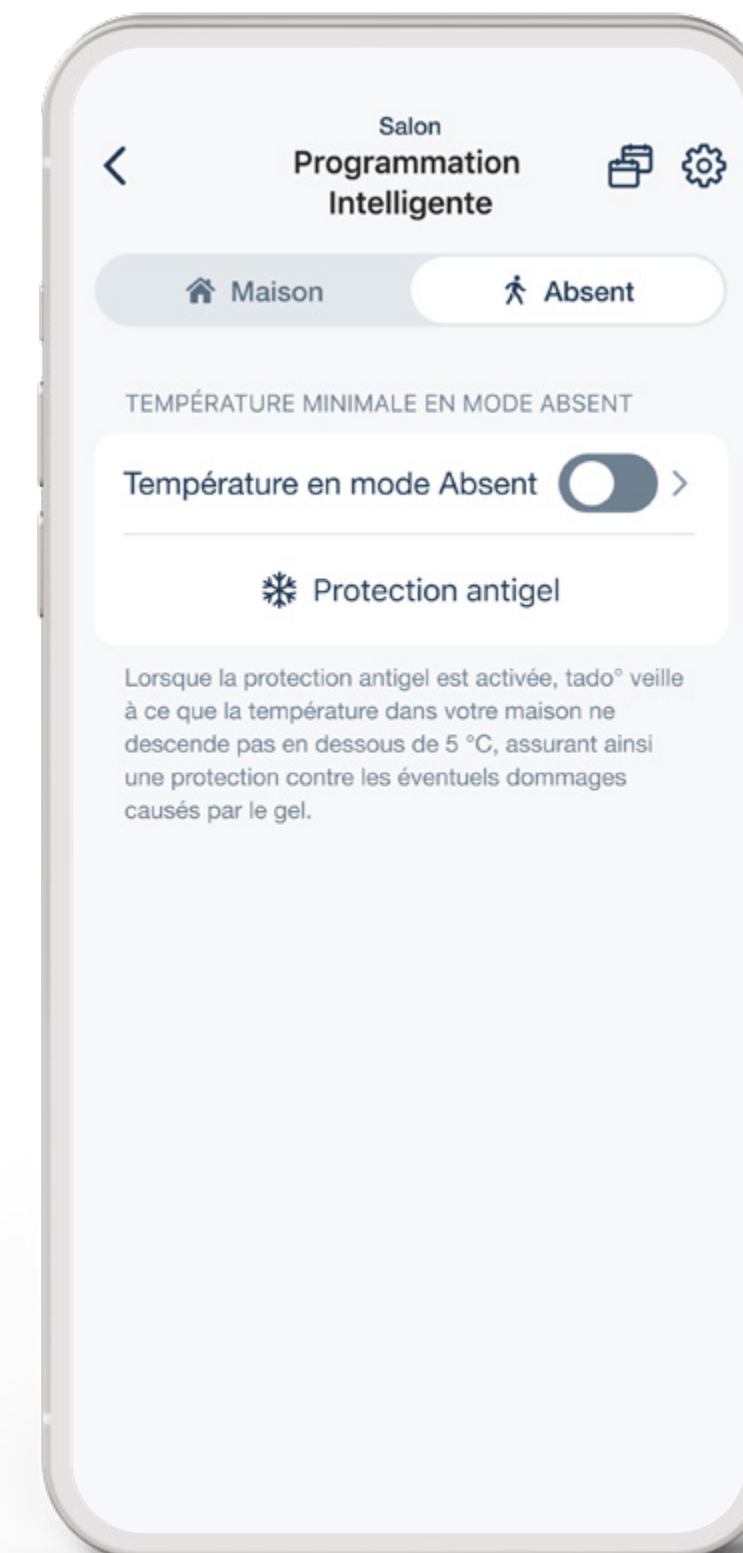 Salon
Programmation
Intelligente
Maison
Absent
TEMPÉRATURE MINIMALE EN MODE ABSENT
Température en mode Absent
Protection antigel
Lorsque la protection antigel est activée, tado° veille
à ce que la température dans votre maison ne
descende pas en dessous de 5 °C, assurant ainsi
une protection contre les éventuels dommages
causés par le gel.